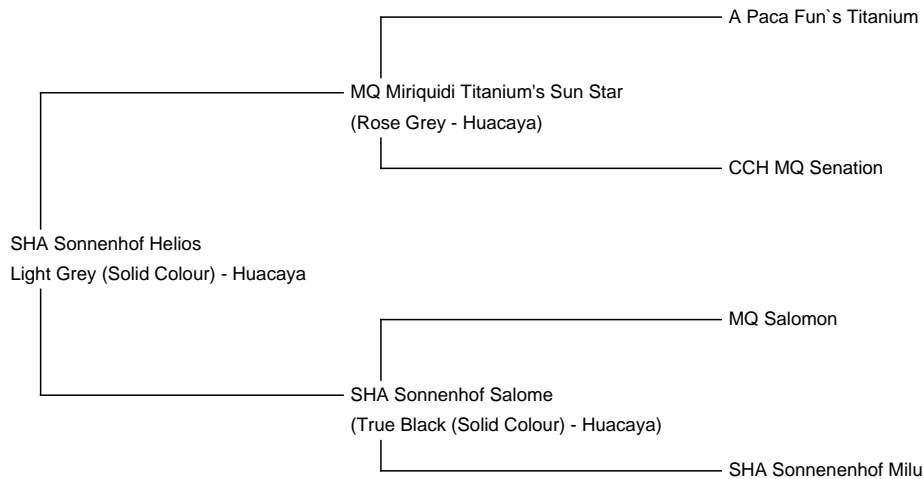 A Paca Fun`s Titanium
MQ Miriquidi Titanium's Sun Star
(Rose Grey - Huacaya)
CCH MQ Senation
SHA Sonnenhof Helios
Light Grey (Solid Colour) - Huacaya
MQ Salomon
SHA Sonnenhof Salome
(True Black (Solid Colour) - Huacaya)
SHA Sonnenenhof Milu